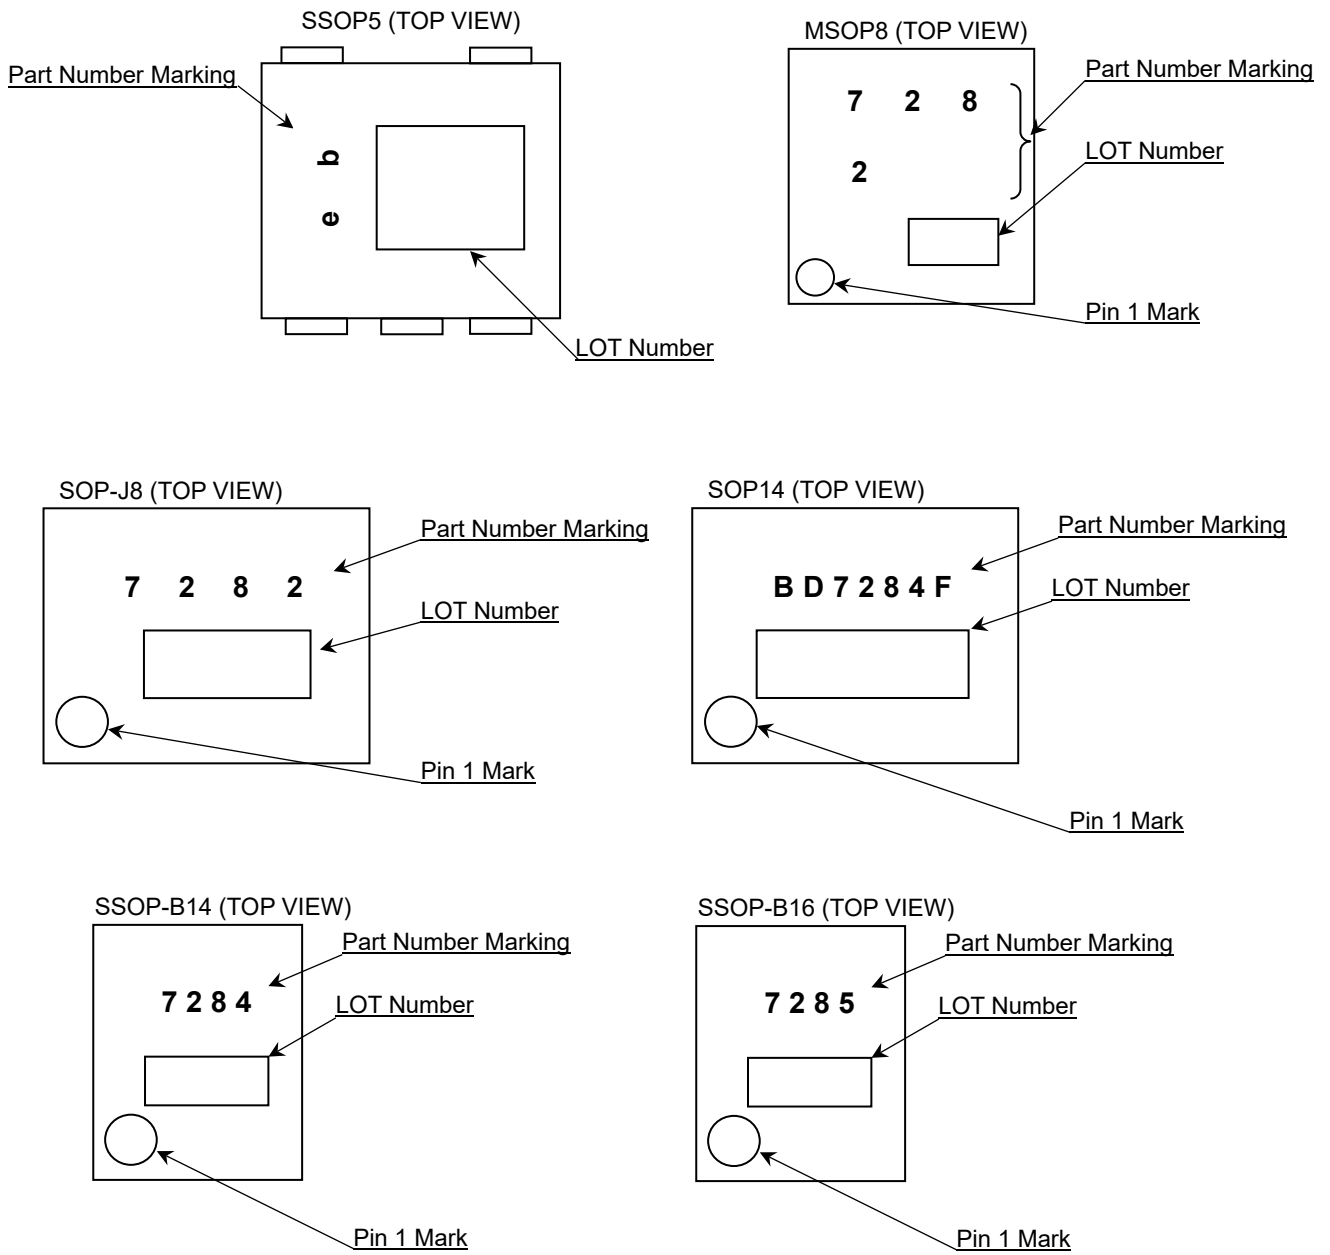 SSOP5 (TOP VIEW)
Part Number Marking
e b
LOT Number
MSOP8 (TOP VIEW)
7 2 8
2
Part Number Marking
LOT Number
Pin 1 Mark
SOP-J8 (TOP VIEW)
Part Number Marking
7 2 8 2
LOT Number
Pin 1 Mark
SOP14 (TOP VIEW)
Part Number Marking
B D 7 2 8 4 F
LOT Number
Pin 1 Mark
SSOP-B14 (TOP VIEW)
Part Number Marking
7 2 8 4
LOT Number
Pin 1 Mark
SSOP-B16 (TOP VIEW)
Part Number Marking
7 2 8 5
LOT Number
Pin 1 Mark